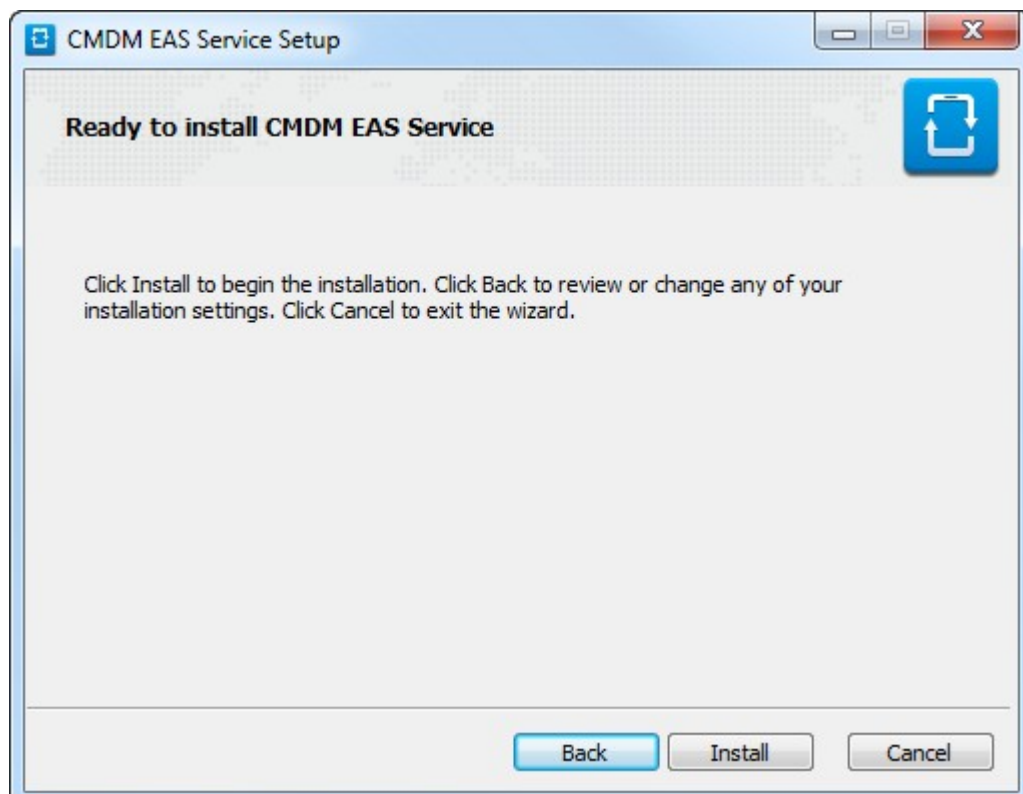 CMDM EAS Service Setup
Ready to install CMDM EAS Service
Click Install to begin the installation. Click Back to review or change any of your
installation settings. Click Cancel to exit the wizard.
Back Install Cancel